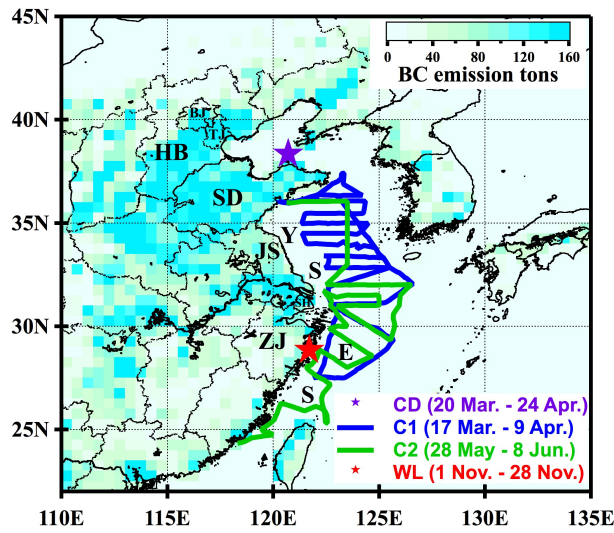 45N
0 40 80 120 160
BC emission tons
40N
BJ
TJ
HB
SD
35N
Y
JS
S
30N
SH
ZJ
E
S
CD (20 Mar. - 24 Apr.)
C1 (17 Mar. - 9 Apr.)
25N
C2 (28 May - 8 Jun.)
WL (1 Nov. - 28 Nov.)
110E 115E 120E 125E 130E 135E